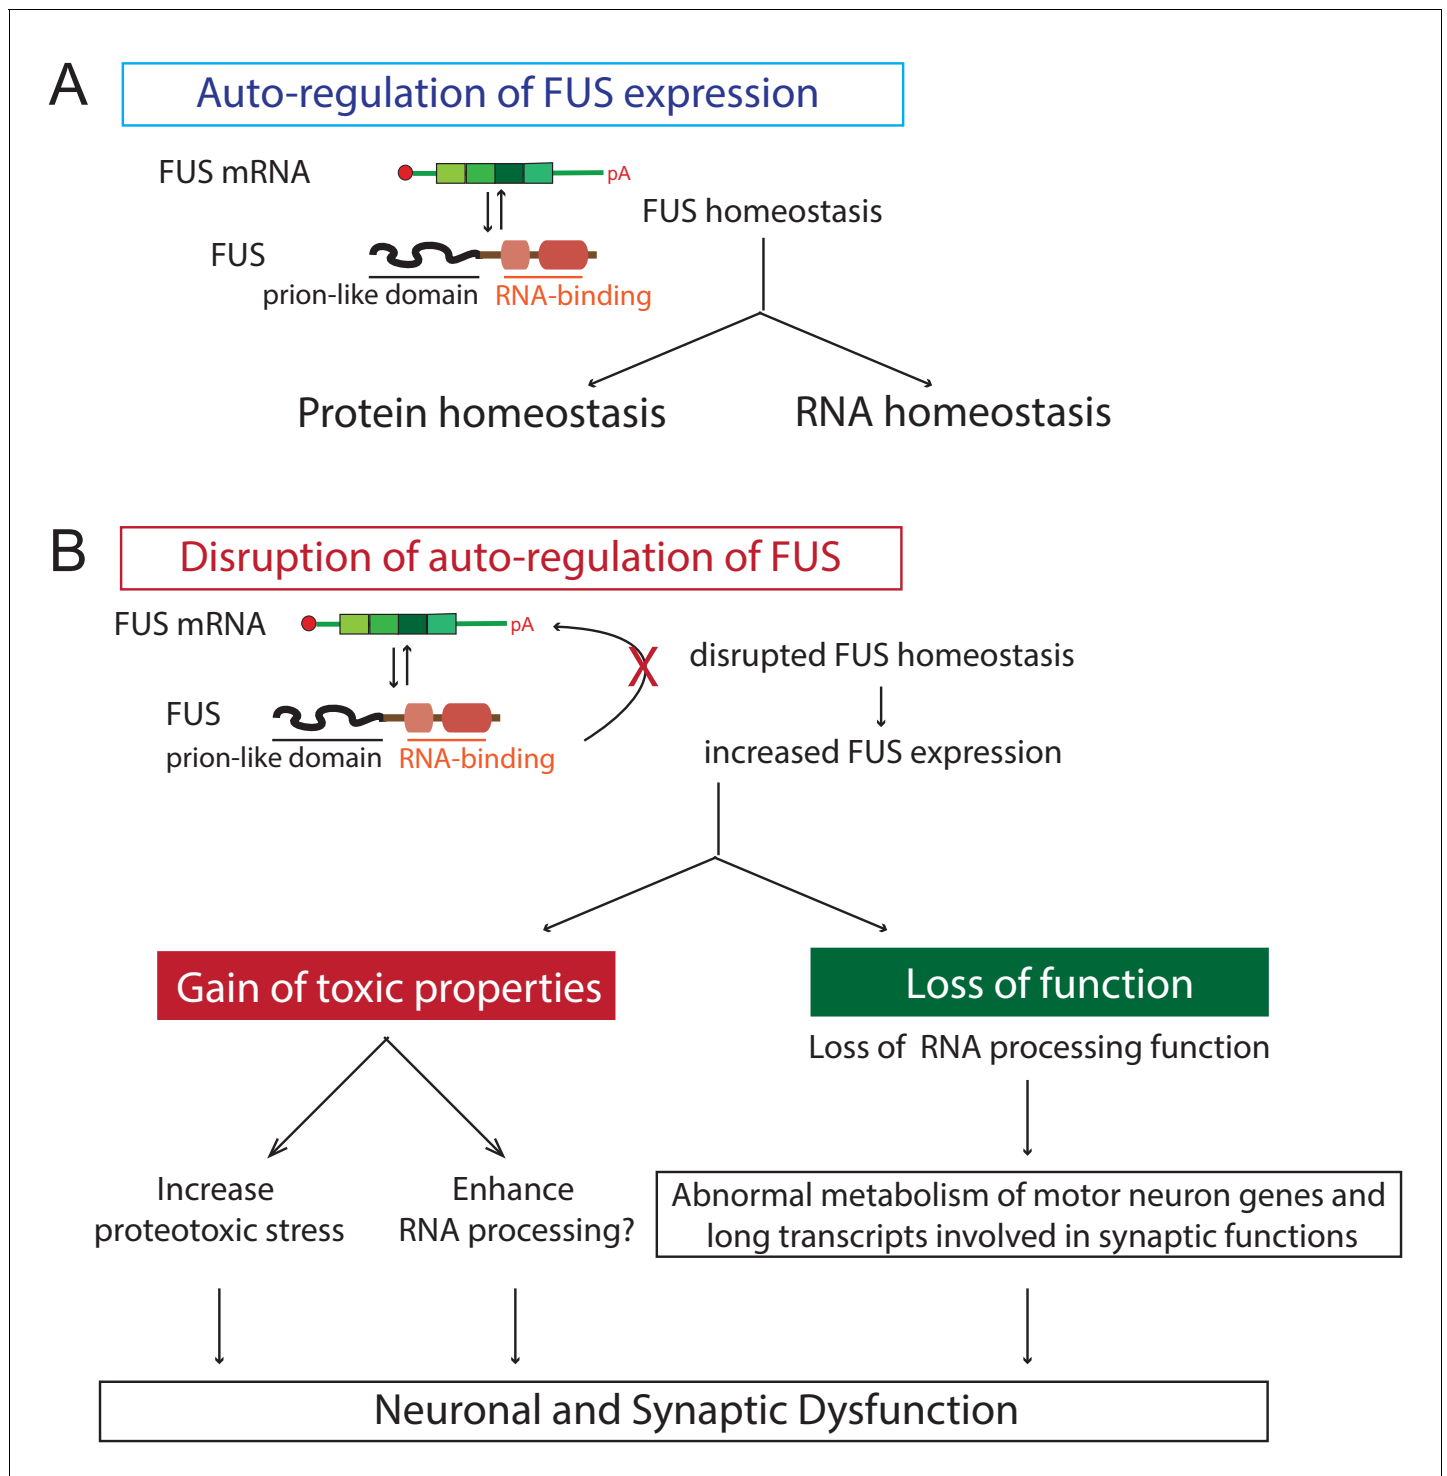 A
Auto-regulation of FUS expression
FUS mRNA
pA
FUS homeostasis
FUS
prion-like domain
RNA-binding
Protein homeostasis
RNA homeostasis
B
Disruption of auto-regulation of FUS
FUS mRNA
pA
X
disrupted FUS homeostasis
FUS
prion-like domain
RNA-binding
increased FUS expression
Gain of toxic properties
Loss of function
Loss of RNA processing function
Increase
proteotoxic stress
Enhance
RNA processing?
Abnormal metabolism of motor neuron genes and
long transcripts involved in synaptic functions
Neuronal and Synaptic Dysfunction